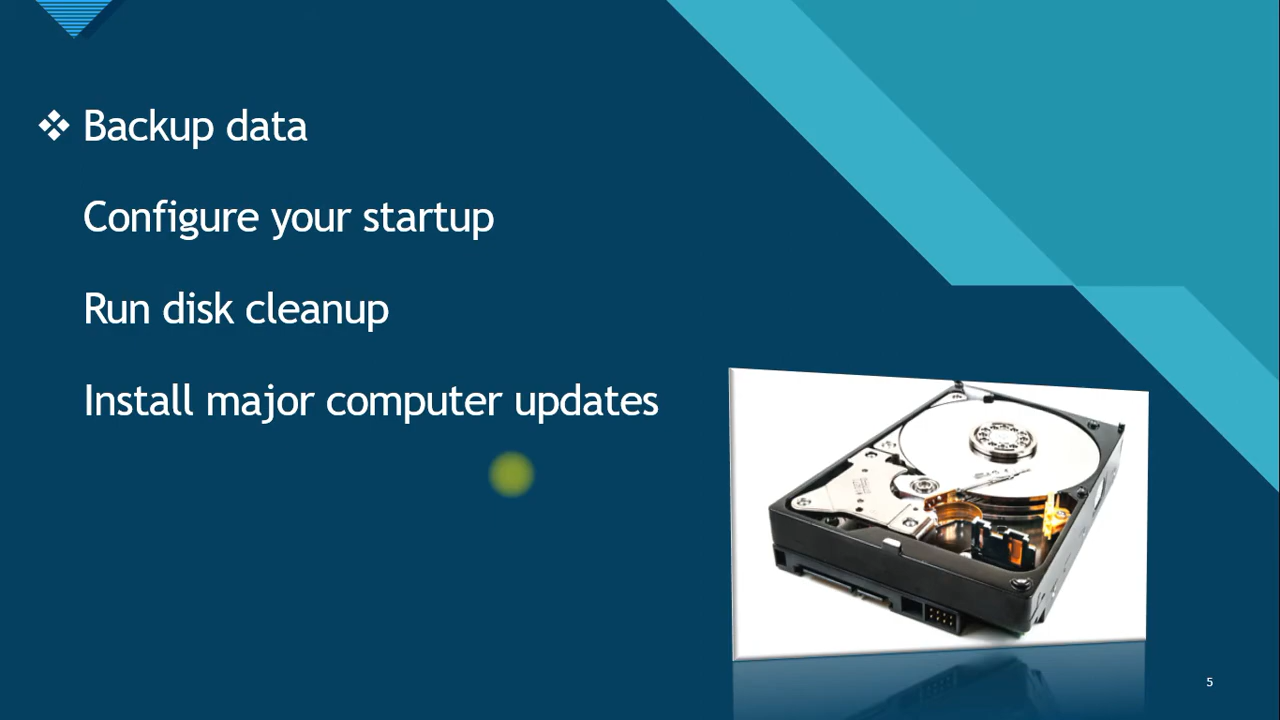 ❖ Backup data
Configure your startup
Run disk cleanup
Install major computer updates
5